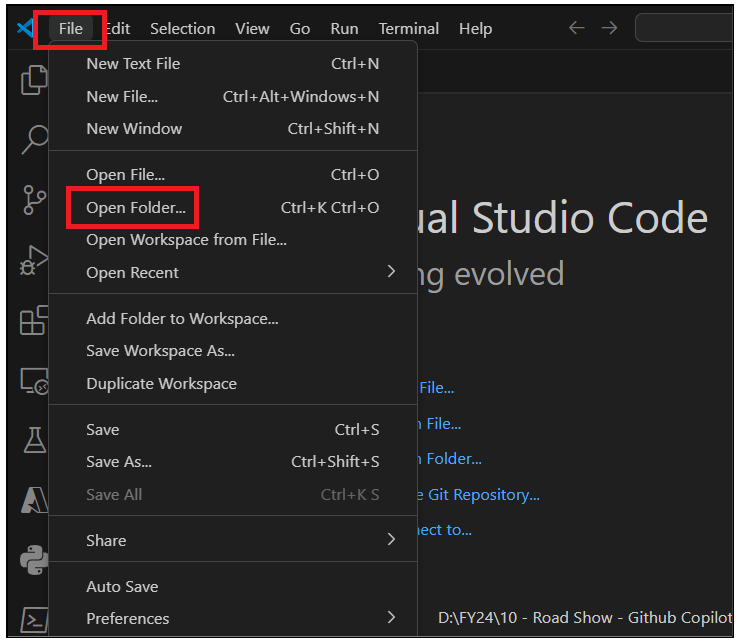 File Edit Selection View Go Run Terminal Help
New Text File Ctrl+N
New File... Ctrl+Alt+Windows+N
New Window Ctrl+Shift+N
Open File... Ctrl+O
Open Folder... Ctrl+K Ctrl+O
Open Workspace from File...
Open Recent
Add Folder to Workspace...
Save Workspace As...
Duplicate Workspace
Save Ctrl+S
Save As... Ctrl+Shift+S
Save All Ctrl+K S
Share
Auto Save
Preferences
ual Studio Code
ng evolved
File...
n File...
n Folder...
e Git Repository...
nect to...
D:\FY24\10 - Road Show - Github Copilot